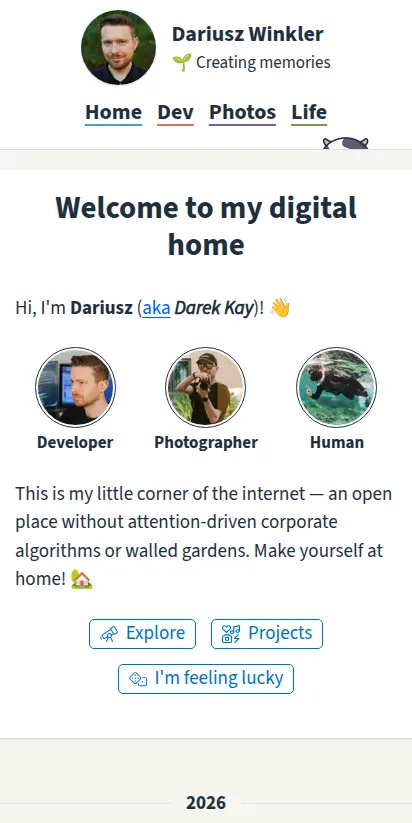 Dariusz Winkler
🌱 Creating memories
Home Dev Photos Life
Welcome to my digital
home
Hi, I'm Dariusz (aka Darek Kay)! 👋
Developer Photographer Human
This is my little corner of the internet — an open
place without attention-driven corporate
algorithms or walled gardens. Make yourself at
home! 🏡
Explore Projects
I'm feeling lucky
2026